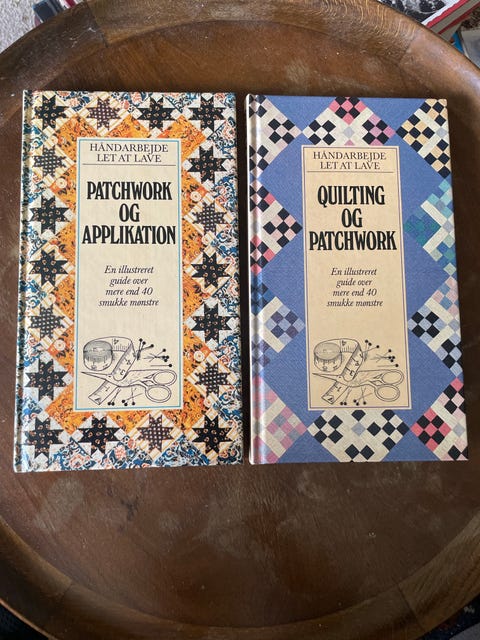 HÅNDARBEJDE
LET AT LAVE
PATCHWORK
OG
APPLIKATION
En illustreret
guide over
mere end 40
smukke mønstre
HÅNDARBEJDE
LET AT LAVE
QUILTING
OG
PATCHWORK
En illustreret
guide over
mere end 40
smukke mønstre